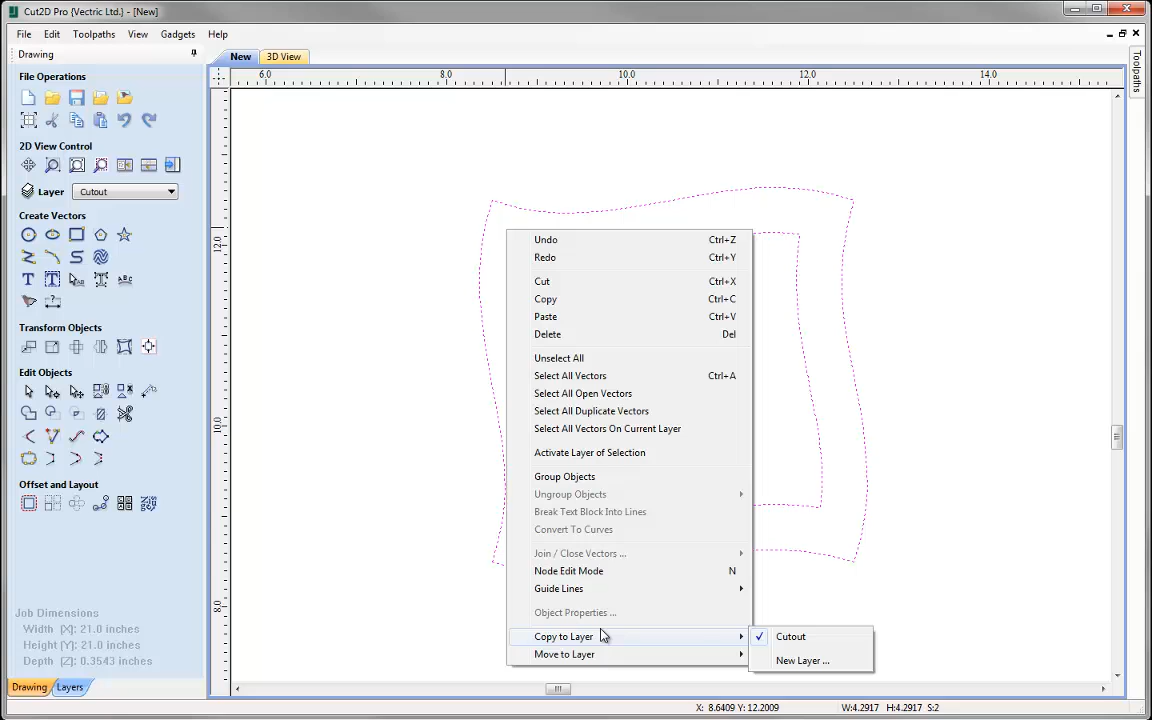 Cut2D Pro {Vectric Ltd.} - [New]
File Edit Toolpaths View Gadgets Help
Drawing
New 3D View
Toolpaths
6.0 8.0 10.0 12.0 14.0
12.0
10.0
8.0
File Operations
2D View Control
Layer Cutout
Create Vectors
Transform Objects
Edit Objects
Offset and Layout
Job Dimensions
Width (X): 21.0 inches
Height (Y): 21.0 inches
Depth (Z): 0.3543 inches
Drawing Layers
Undo Ctrl+Z
Redo Ctrl+Y
Cut Ctrl+X
Copy Ctrl+C
Paste Ctrl+V
Delete Del
Unselect All
Select All Vectors Ctrl+A
Select All Open Vectors
Select All Duplicate Vectors
Select All Vectors On Current Layer
Activate Layer of Selection
Group Objects
Ungroup Objects
Break Text Block Into Lines
Convert To Curves
Join / Close Vectors ...
Node Edit Mode N
Guide Lines
Object Properties ...
Copy to Layer
Move to Layer
Cutout
New Layer ...
X: 8.6409 Y: 12.2009 W:4.2917 H:4.2917 S:2